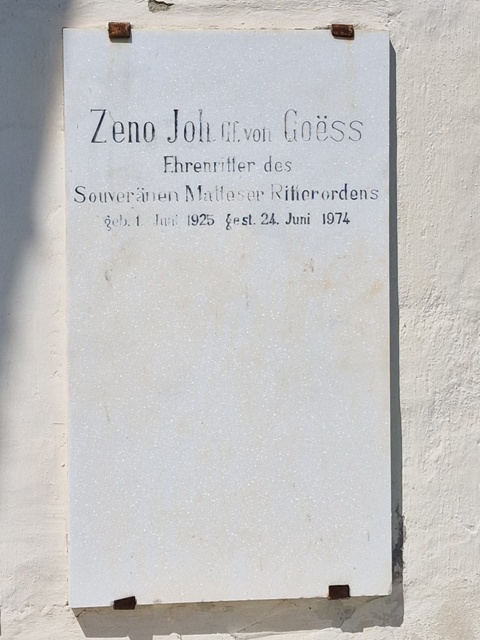 Zeno Joh. Gf. von Goëss
Ehrenritter des
Souveränen Malteser Ritterordens
geb. 1. Juni 1925 gest. 24. Juni 1974